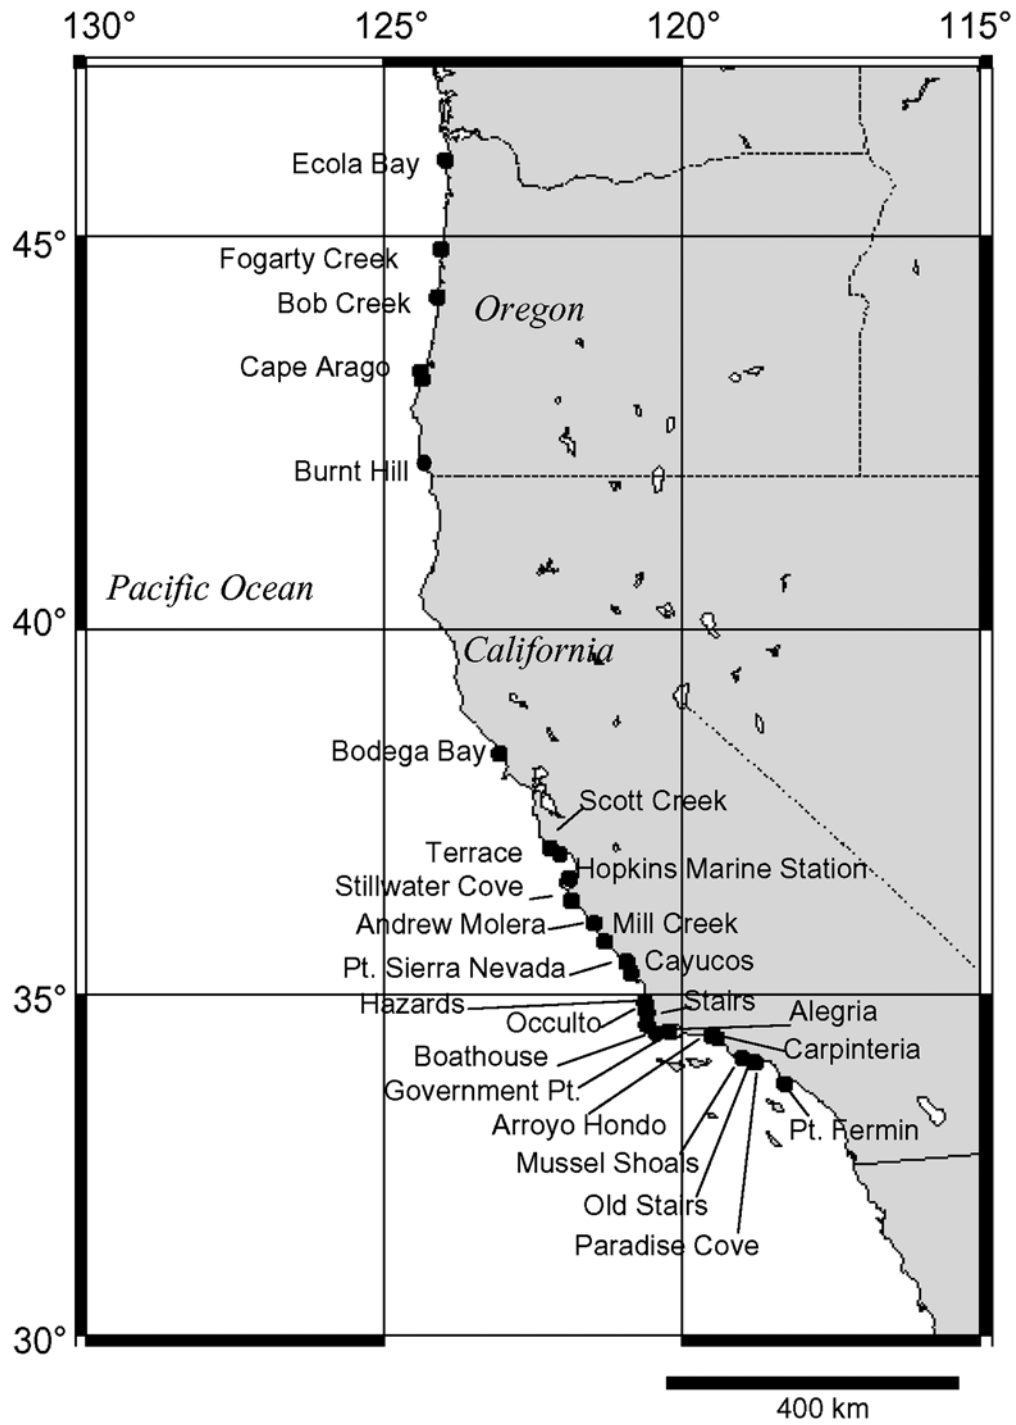 130° 125° 120° 115°
Ecola Bay
45°
Fogarty Creek
Bob Creek
Oregon
Cape Arago
Burnt Hill
Pacific Ocean
40°
California
Bodega Bay
Scott Creek
Terrace
Hopkins Marine Station
Stillwater Cove
Andrew Molera
Mill Creek
Pt. Sierra Nevada
Cayucos
35°
Hazards
Stairs
Occulto
Alegria
Boathouse
Carpinteria
Government Pt.
Arroyo Hondo
Pt. Fermin
Mussel Shoals
Old Stairs
Paradise Cove
30°
400 km